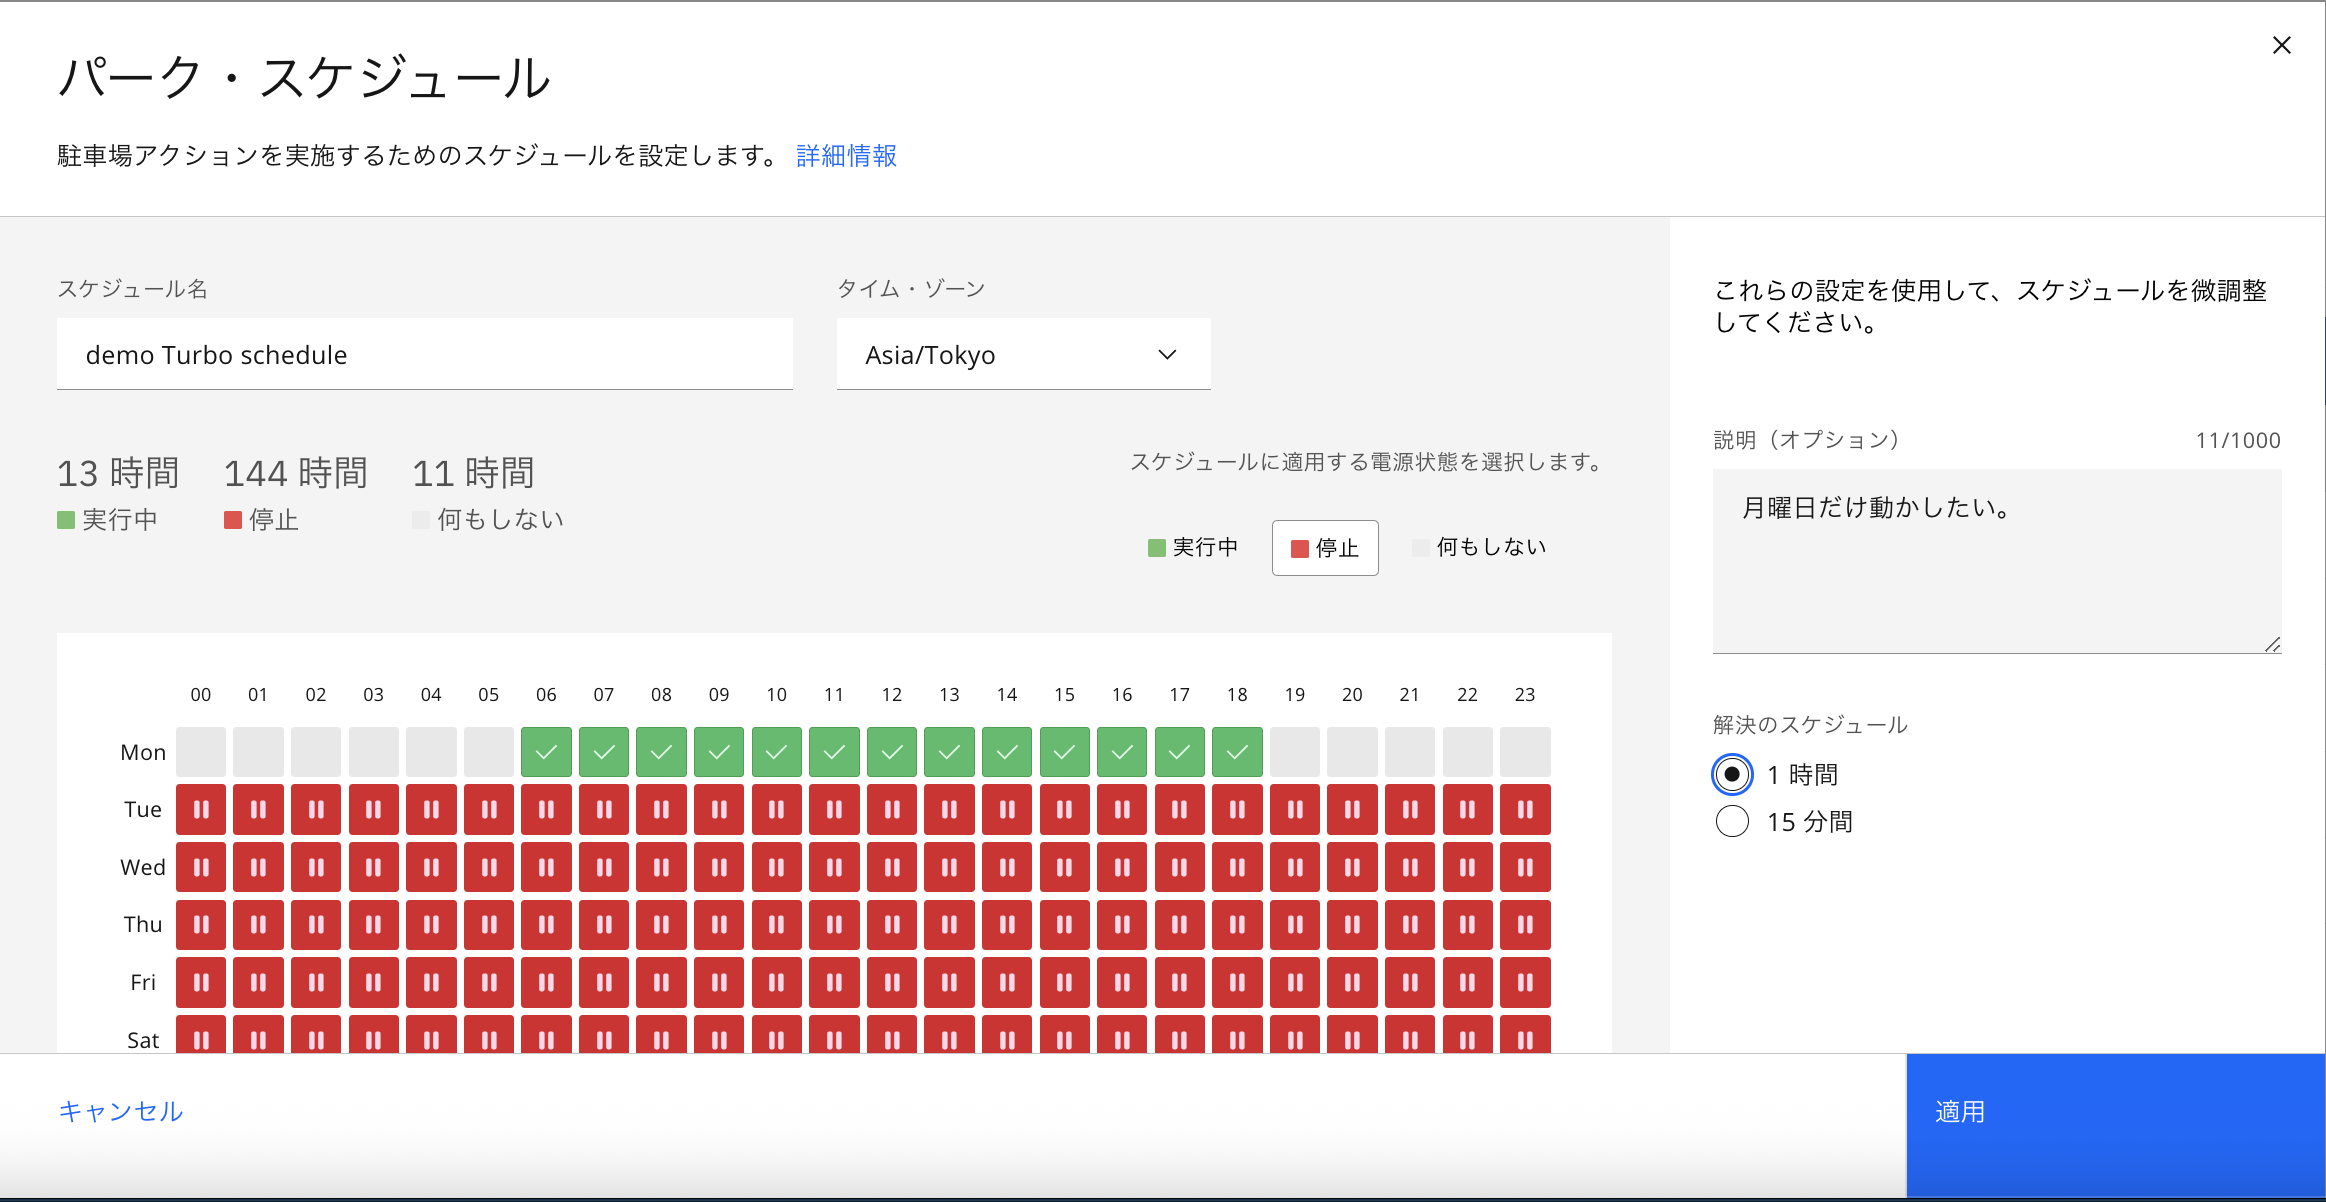 パーク・スケジュール
駐車場アクションを実施するためのスケジュールを設定します。 詳細情報
スケジュール名
タイム・ゾーン
demo Turbo schedule
Asia/Tokyo
13 時間 144 時間 11 時間
実行中 停止 何もしない
スケジュールに適用する電源状態を選択します。
実行中 停止 何もしない
00 01 02 03 04 05 06 07 08 09 10 11 12 13 14 15 16 17 18 19 20 21 22 23
Mon
Tue
Wed
Thu
Fri
Sat
これらの設定を使用して、スケジュールを微調整
してください。
説明（オプション） 11/1000
月曜日だけ動かしたい。
解決のスケジュール
1 時間
15 分間
キャンセル
適用